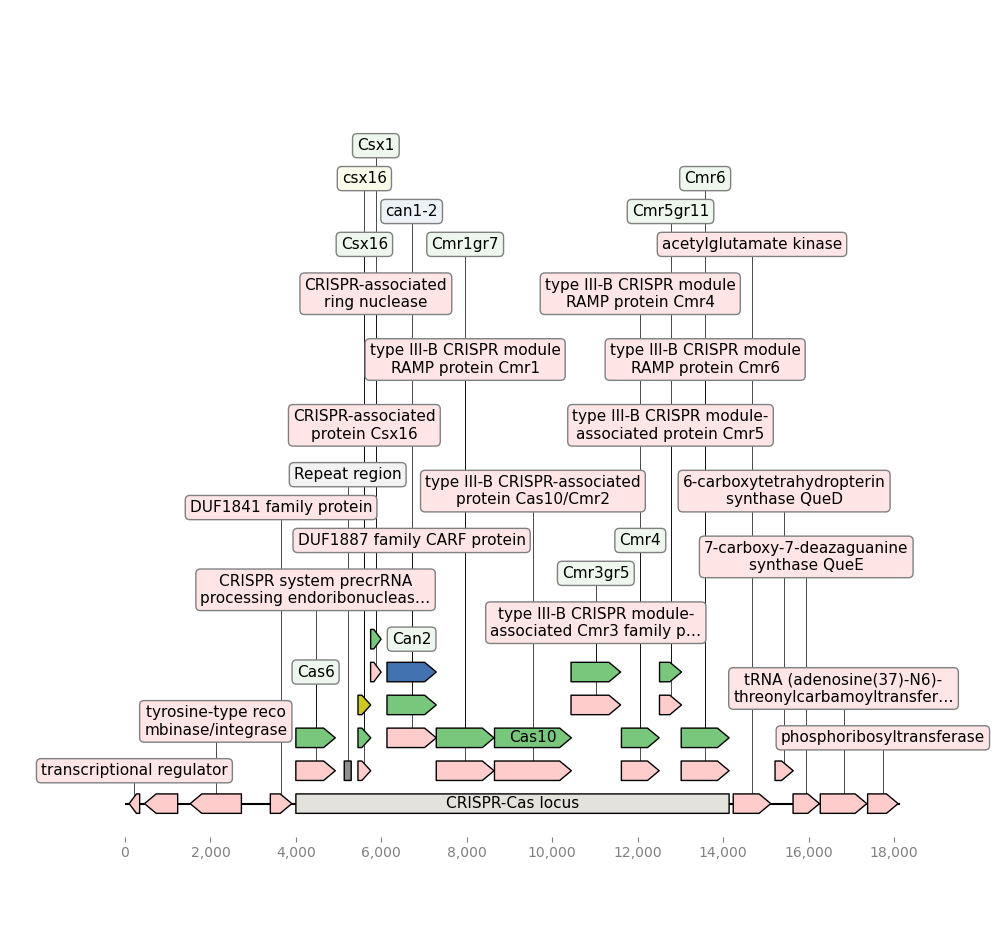 Csx1
csx16
Cmr6
can1-2
Cmr5gr11
Csx16
Cmr1gr7
acetylglutamate kinase
CRISPR-associated
ring nuclease
type III-B CRISPR module
RAMP protein Cmr4
type III-B CRISPR module
RAMP protein Cmr1
type III-B CRISPR module
RAMP protein Cmr6
CRISPR-associated
protein Csx16
type III-B CRISPR module-
associated protein Cmr5
Repeat region
type III-B CRISPR-associated
protein Cas10/Cmr2
6-carboxytetrahydropterin
synthase QueD
DUF1841 family protein
DUF1887 family CARF protein
Cmr4
7-carboxy-7-deazaguanine
synthase QueE
Cmr3gr5
CRISPR system precrRNA
processing endoribonucleas…
type III-B CRISPR module-
associated Cmr3 family p…
Can2
Cas6
tRNA (adenosine(37)-N6)-
threonylcarbamoyltransfer…
tyrosine-type reco
mbinase/integrase
Cas10
phosphoribosyltransferase
transcriptional regulator
CRISPR-Cas locus
0
2,000
4,000
6,000
8,000
10,000
12,000
14,000
16,000
18,000